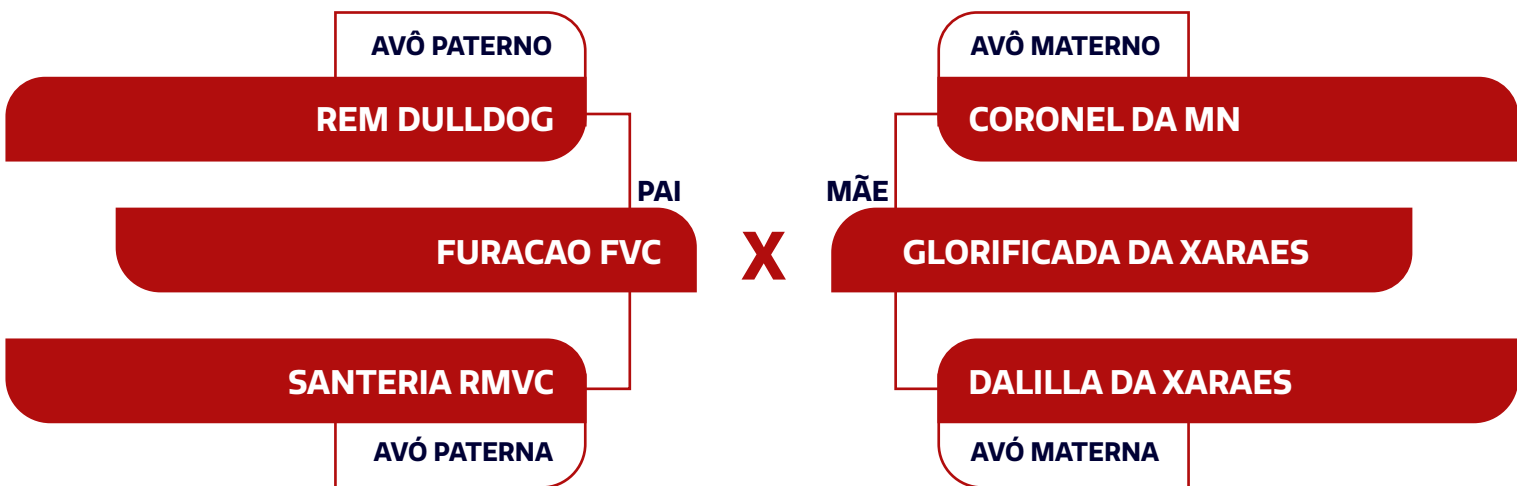 AVÔ PATERNO
REM DULLDOG
PAI
FURACAO FVC
SANTERIA RMVC
AVÓ PATERNA
X
AVÔ MATERNO
CORONEL DA MN
MÃE
GLORIFICADA DA XARAES
DALILLA DA XARAES
AVÓ MATERNA